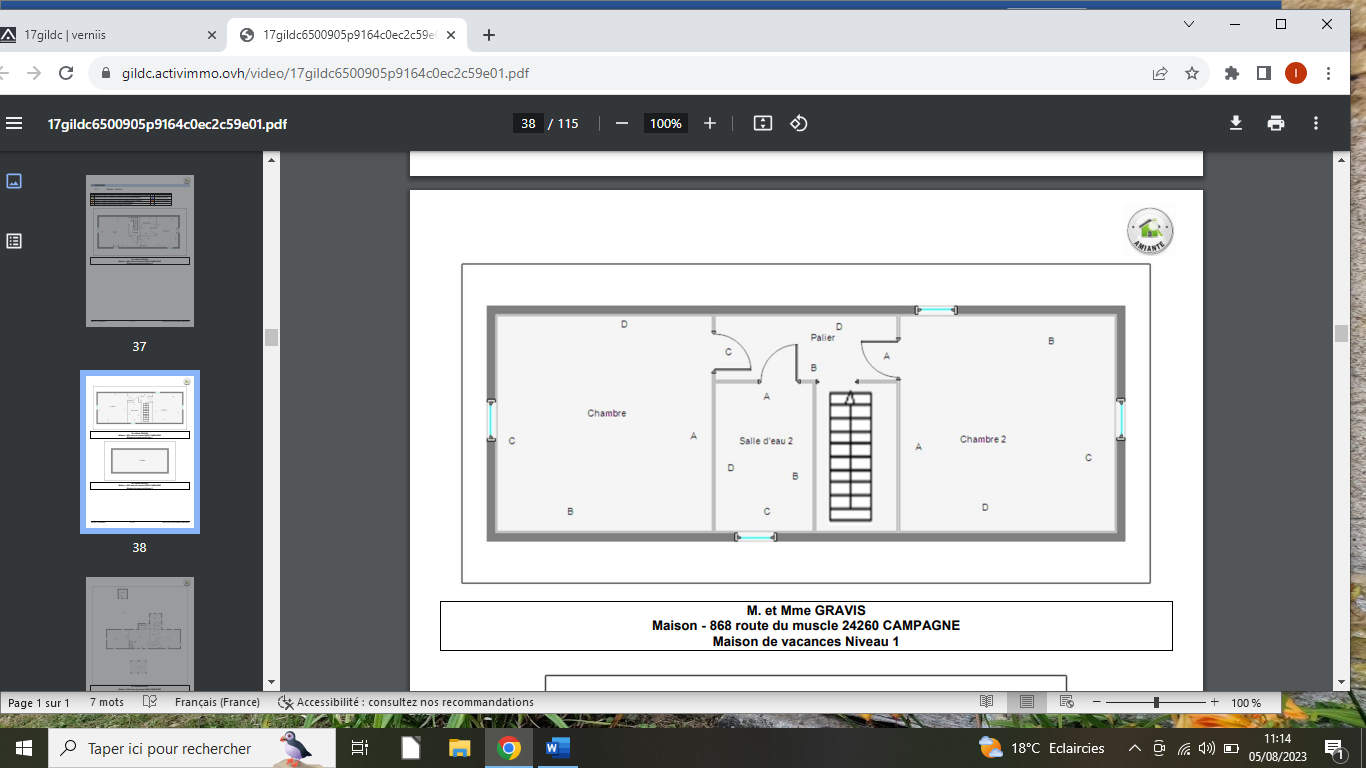 17gildc | verniis
17gildc6500905p9164c0ec2c59e0
gildc.activimmo.ovh/video/17gildc6500905p9164c0ec2c59e01.pdf
I
17gildc6500905p9164c0ec2c59e01.pdf
38 / 115
100%
37
38
AMIANTE
D
D
Palier
C
A
B
B
A
Chambre
A
C
Salle d'eau 2
A
Chambre 2
C
D
B
B
C
D
M. et Mme GRAVIS
Maison - 868 route du muscle 24260 CAMPAGNE
Maison de vacances Niveau 1
Page 1 sur 1
7 mots
Français (France)
Accessibilité : consultez nos recommandations
100 %
Taper ici pour rechercher
W
18°C Eclaircies
11:14
05/08/2023
1